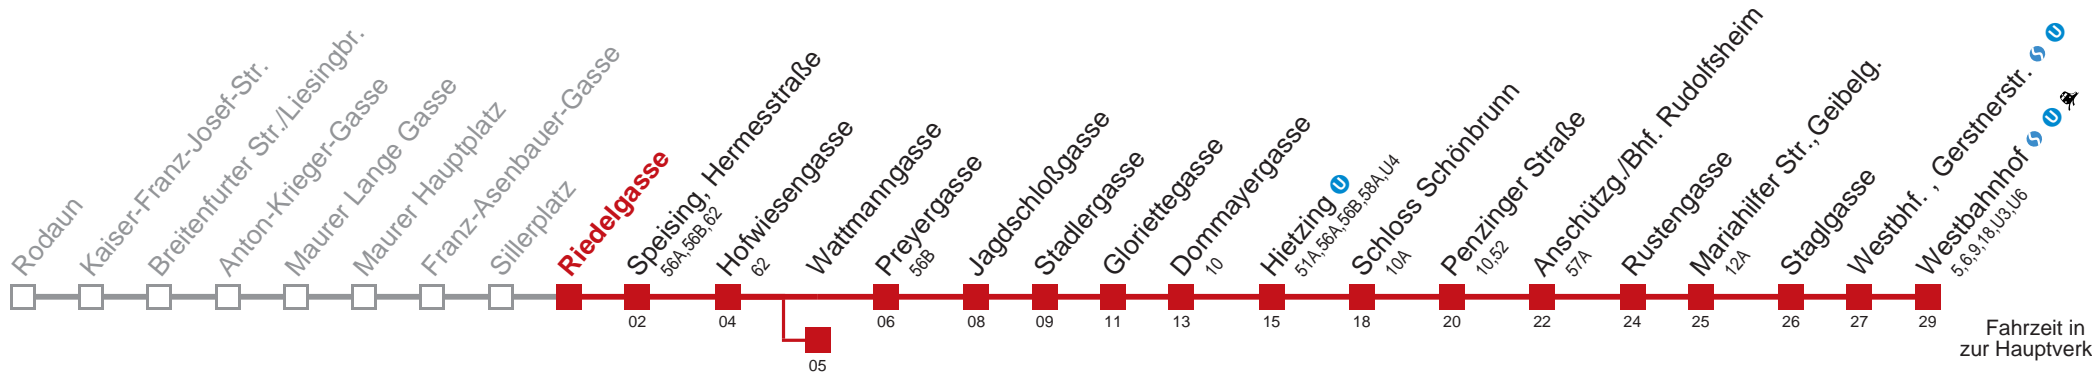 Rodaun
Kaiser-Franz-Josef-Str.
Breitenfurter Str./Liesingbr.
Anton-Krieger-Gasse
Maurer Lange Gasse
Maurer Hauptplatz
Franz-Asenbauer-Gasse
Sillerplatz
Riedelgasse
Speising, Hermesstraße
56A,56B,62
Hofwiesengasse
62
Wattmanngasse
Preyergasse
56B
Jagdschloßgasse
Stadlergasse
Gloriettegasse
Dommayergasse
10
Hietzing U
51A,56A,56B,58A,U4
Schloss Schönbrunn
10A
Penzinger Straße
10,52
Anschützg./Bhf. Rudolfsheim
57A
Rustengasse
Mariahilfer Str., Geibelg.
12A
Staglgasse
Westbhf. , Gerstnerstr. S U
Westbahnhof S U
5,6,9,18,U3,U6
02 04 06 08 09 11 13 15 18 20 22 24 25 26 27 29
05
Fahrzeit in
zur Hauptverk